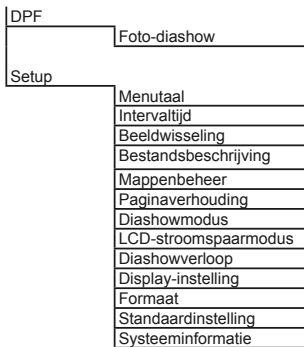 DPF
Foto-diashow
Setup
Menutaal
Intervaltijd
Beeldwisseling
Bestandsbeschrijving
Mappenbeheer
Paginaverhouding
Diashowmodus
LCD-stroomspaarmodus
Diashowverloop
Display-instelling
Formaat
Standaardinstelling
Systeeminformatie